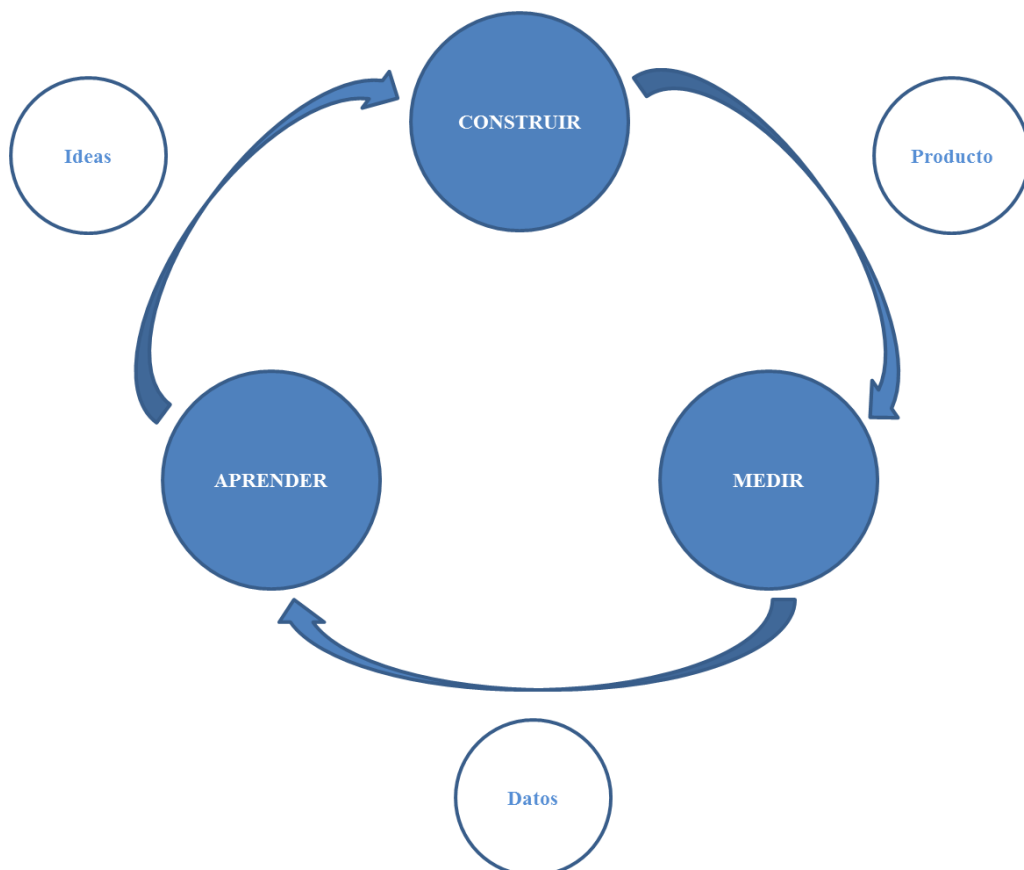 CONSTRUIR
Ideas
Producto
APRENDER
MEDIR
Datos